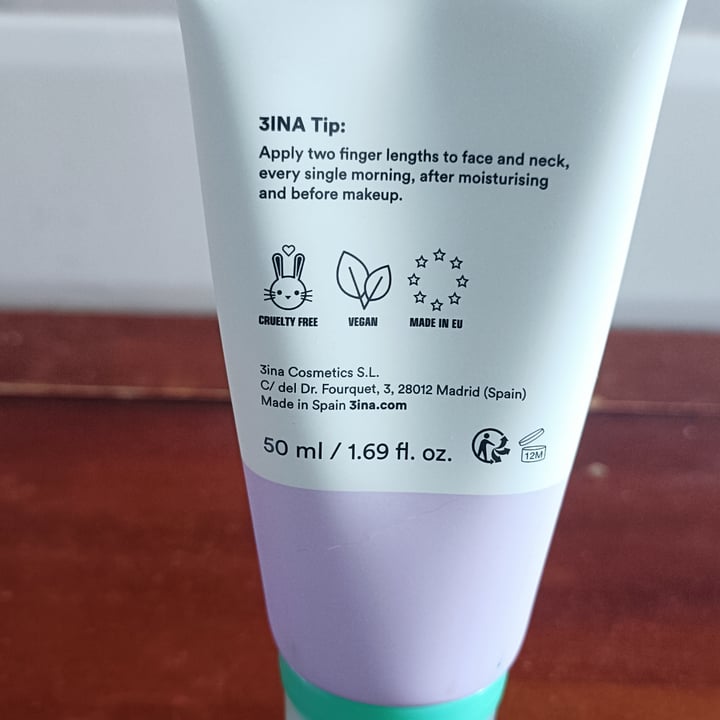 3INA Tip:
Apply two finger lengths to face and neck,
every single morning, after moisturising
and before makeup.
CRUELTY FREE VEGAN MADE IN EU
3ina Cosmetics S.L.
C/ del Dr. Fourquet, 3, 28012 Madrid (Spain)
Made in Spain 3ina.com
50 ml / 1.69 fl. oz. 12M